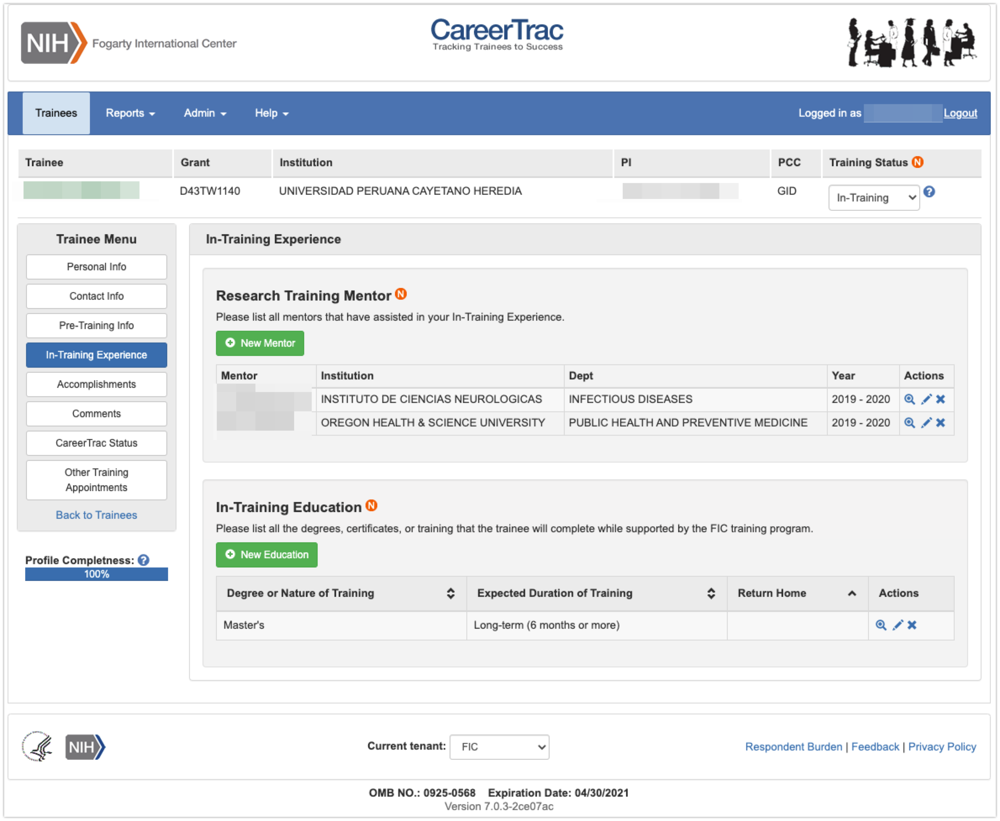 NIH Fogarty International Center
CareerTrac
Tracking Trainees to Success
Trainees Reports Admin Help Logged in as Logout
Trainee Grant Institution PI PCC Training Status N
D43TW1140 UNIVERSIDAD PERUANA CAYETANO HEREDIA GID In-Training ?
Trainee Menu
Personal Info
Contact Info
Pre-Training Info
In-Training Experience
Accomplishments
Comments
CareerTrac Status
Other Training
Appointments
Back to Trainees
Profile Completness: ?
100%
In-Training Experience
Research Training Mentor N
Please list all mentors that have assisted in your In-Training Experience.
New Mentor
Mentor Institution Dept Year Actions
INSTITUTO DE CIENCIAS NEUROLOGICAS INFECTIOUS DISEASES 2019 - 2020
OREGON HEALTH & SCIENCE UNIVERSITY PUBLIC HEALTH AND PREVENTIVE MEDICINE 2019 - 2020
In-Training Education N
Please list all the degrees, certificates, or training that the trainee will complete while supported by the FIC training program.
New Education
Degree or Nature of Training Expected Duration of Training Return Home Actions
Master's Long-term (6 months or more)
NIH Current tenant: FIC Respondent Burden | Feedback | Privacy Policy
OMB NO.: 0925-0568 Expiration Date: 04/30/2021
Version 7.0.3-2ce07ac